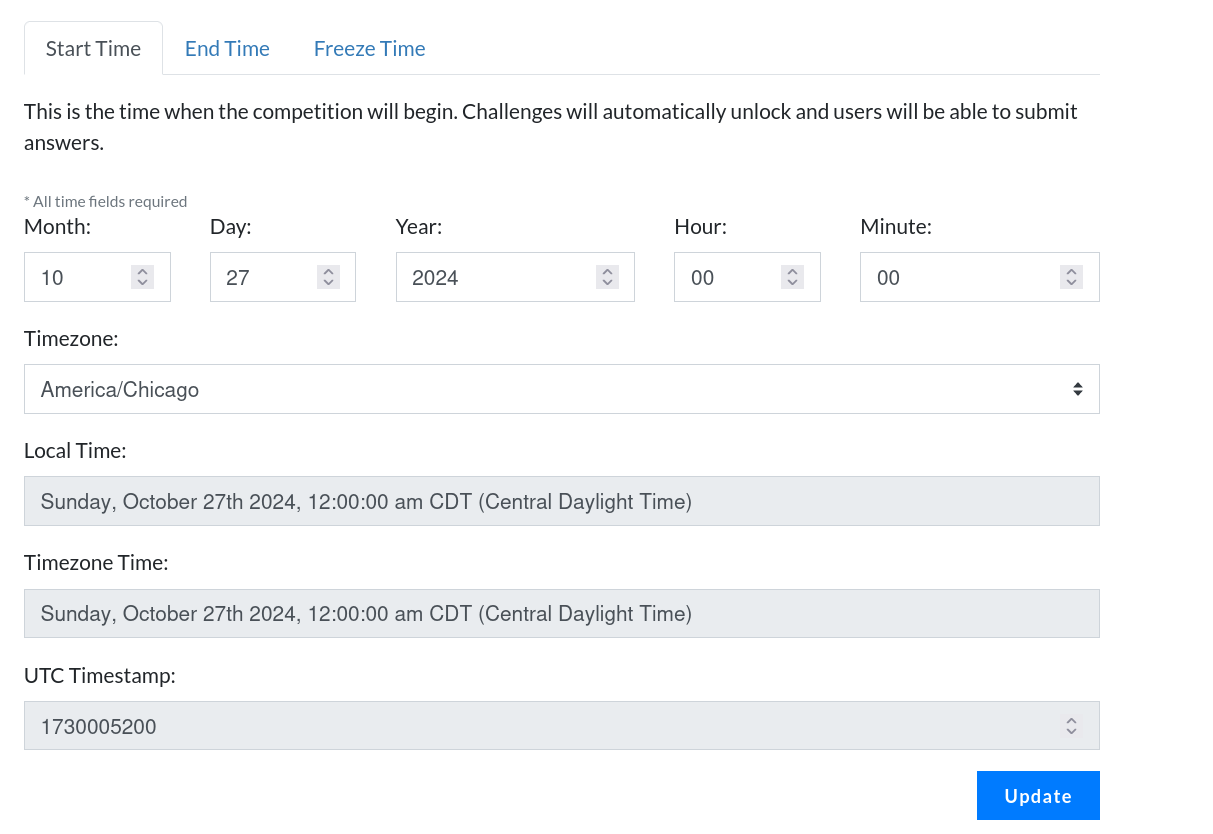 Start Time End Time Freeze Time
This is the time when the competition will begin. Challenges will automatically unlock and users will be able to submit
answers.
* All time fields required
Month: Day: Year: Hour: Minute:
10 27 2024 00 00
Timezone:
America/Chicago
Local Time:
Sunday, October 27th 2024, 12:00:00 am CDT (Central Daylight Time)
Timezone Time:
Sunday, October 27th 2024, 12:00:00 am CDT (Central Daylight Time)
UTC Timestamp:
1730005200
Update